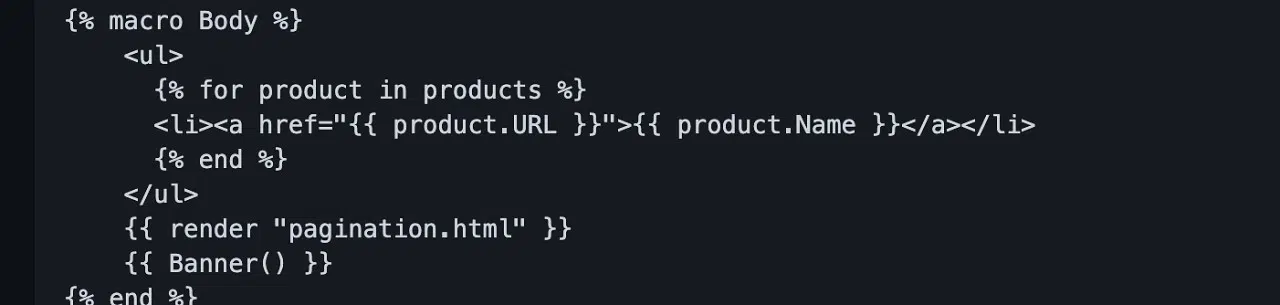 {% macro Body %}
<ul>
{% for product in products %}
<li><a href="{{ product.URL }}">{{ product.Name }}</a></li>
{% end %}
</ul>
{{ render "pagination.html" }}
{{ Banner() }}
{% end %}